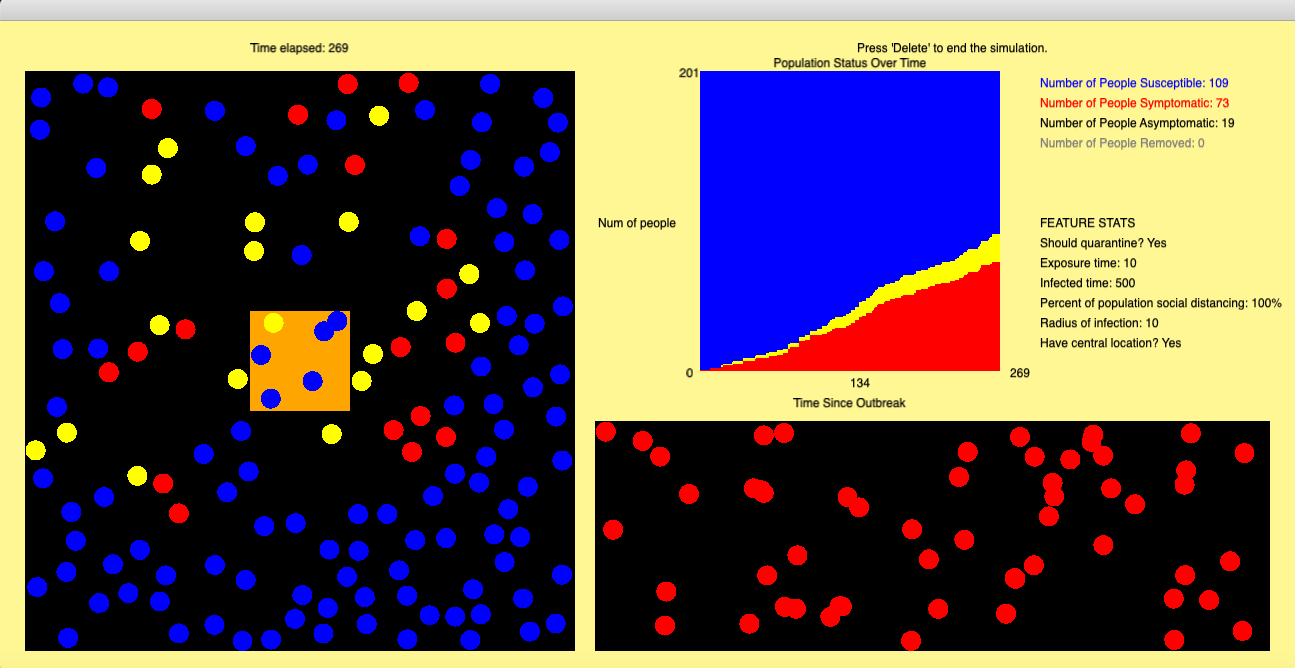 Time elapsed: 269
Press 'Delete' to end the simulation.
Population Status Over Time
201
Number of People Susceptible: 109
Number of People Symptomatic: 73
Number of People Asymptomatic: 19
Number of People Removed: 0
Num of people
FEATURE STATS
Should quarantine? Yes
Exposure time: 10
Infected time: 500
Percent of population social distancing: 100%
Radius of infection: 10
Have central location? Yes
0
134
269
Time Since Outbreak